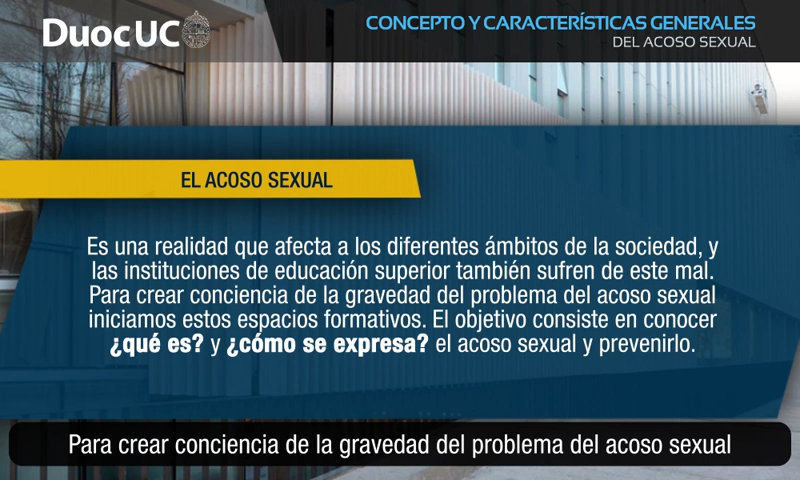 Duoc UC
CONCEPTO Y CARACTERÍSTICAS GENERALES
DEL ACOSO SEXUAL
EL ACOSO SEXUAL
Es una realidad que afecta a los diferentes ámbitos de la sociedad, y
las instituciones de educación superior también sufren de este mal.
Para crear conciencia de la gravedad del problema del acoso sexual
iniciamos estos espacios formativos. El objetivo consiste en conocer
¿qué es? y ¿cómo se expresa? el acoso sexual y prevenirlo.
Para crear conciencia de la gravedad del problema del acoso sexual